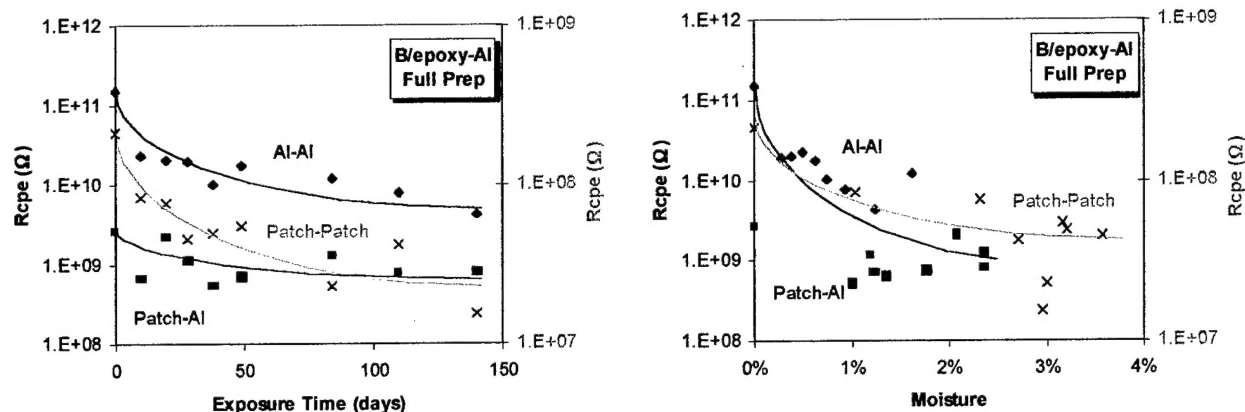 1.E+12
1.E+11
1.E+10
1.E+09
1.E+08
Rcpe (Ω)
B/epoxy-Al
Full Prep
Al-Al
Patch-Patch
Patch-Al
1.E+09
1.E+08
1.E+07
Rcpe (Ω)
0
50
100
150
Exposure Time (days)
1.E+12
1.E+11
1.E+10
1.E+09
1.E+08
Rcpe (Ω)
B/epoxy-Al
Full Prep
Al-Al
Patch-Patch
Patch-Al
1.E+09
1.E+08
1.E+07
Rcpe (Ω)
0%
1%
2%
3%
4%
Moisture